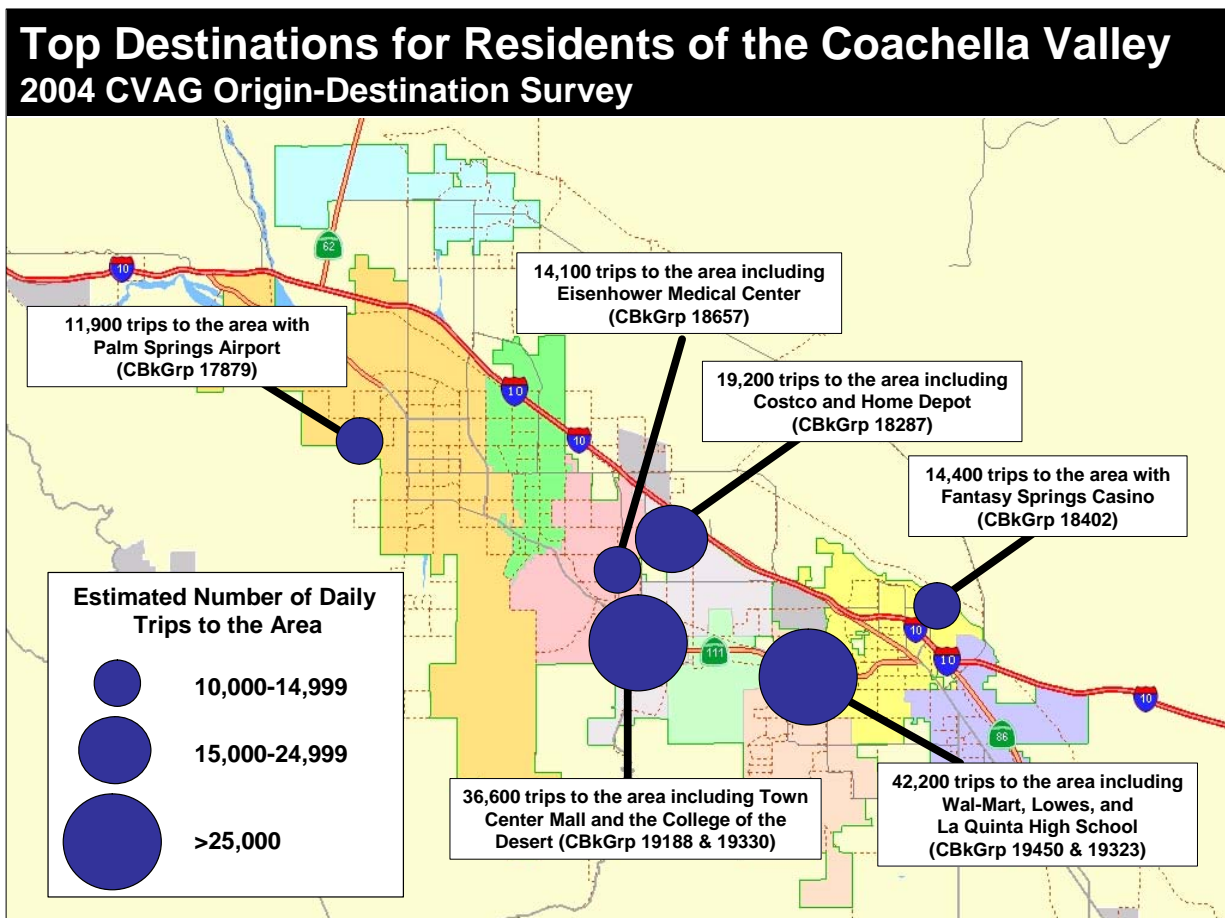 Top Destinations for Residents of the Coachella Valley
2004 CVAG Origin-Destination Survey
62
10
14,100 trips to the area including
Eisenhower Medical Center
(CBkGrp 18657)
11,900 trips to the area with
Palm Springs Airport
(CBkGrp 17879)
19,200 trips to the area including
Costco and Home Depot
(CBkGrp 18287)
10
10
14,400 trips to the area with
Fantasy Springs Casino
(CBkGrp 18402)
Estimated Number of Daily
Trips to the Area
10,000-14,999
15,000-24,999
>25,000
111
10
10
10
86
36,600 trips to the area including Town
Center Mall and the College of the
Desert (CBkGrp 19188 & 19330)
42,200 trips to the area including
Wal-Mart, Lowes, and
La Quinta High School
(CBkGrp 19450 & 19323)